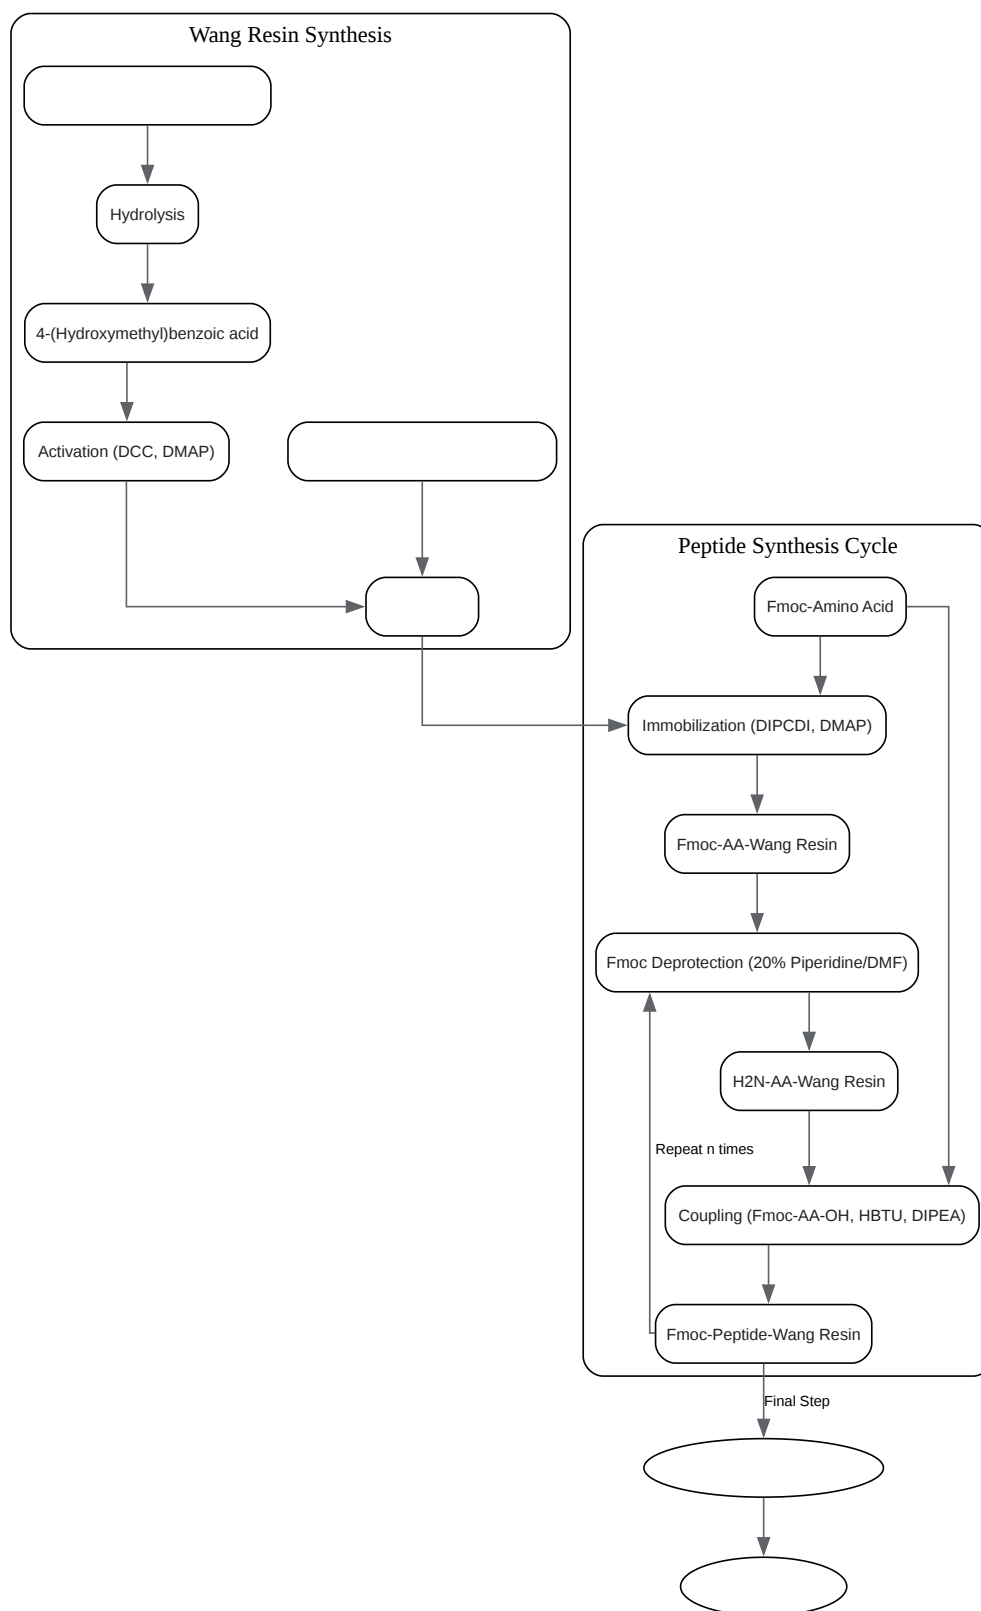 Wang Resin Synthesis
Hydrolysis
4-(Hydroxymethyl)benzoic acid
Activation (DCC, DMAP)
Peptide Synthesis Cycle
Fmoc-Amino Acid
Immobilization (DIPCDI, DMAP)
Fmoc-AA-Wang Resin
Fmoc Deprotection (20% Piperidine/DMF)
H2N-AA-Wang Resin
Repeat n times
Coupling (Fmoc-AA-OH, HBTU, DIPEA)
Fmoc-Peptide-Wang Resin
Final Step